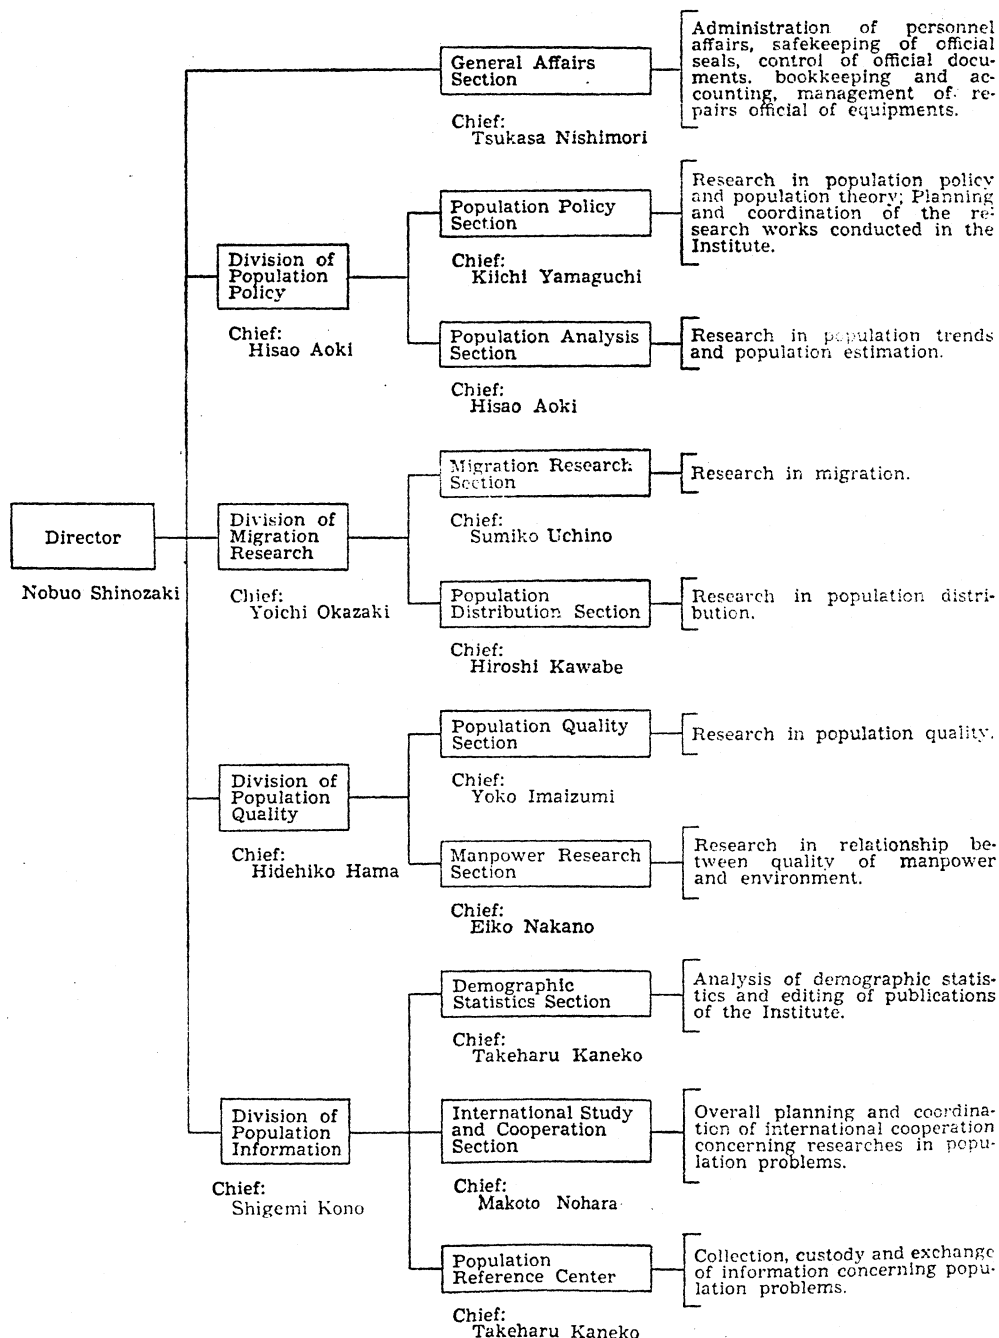 Administration of personnel
affairs, safekeeping of official
seals, control of official docu-
ments. bookkeeping and ac-
counting, management of re-
pairs official of equipments.
General Affairs
Section
Chief:
Tsukasa Nishimori
Research in population policy
and population theory; Planning
and coordination of the re-
search works conducted in the
Institute.
Population Policy
Section
Chief:
Kiichi Yamaguchi
Division of
Population
Policy
Chief:
Hisao Aoki
Population Analysis
Section
Research in population trends
and population estimation.
Chief:
Hisao Aoki
Migration Research
Section
Research in migration.
Chief:
Sumiko Uchino
Director
Nobuo Shinozaki
Division of
Migration
Research
Chief:
Yoichi Okazaki
Population
Distribution Section
Research in population distri-
bution.
Chief:
Hiroshi Kawabe
Population Quality
Section
Research in population quality.
Chief:
Yoko Imaizumi
Division of
Population
Quality
Chief:
Hidehiko Hama
Manpower Research
Section
Research in relationship be-
tween quality of manpower
and environment.
Chief:
Eiko Nakano
Demographic
Statistics Section
Analysis of demographic statis-
tics and editing of publications
of the Institute.
Chief:
Takeharu Kaneko
Division of
Population
Information
Chief:
Shigemi Kono
International Study
and Cooperation
Section
Overall planning and coordina-
tion of international cooperation
concerning researches in popu-
lation problems.
Chief:
Makoto Nohara
Population
Reference Center
Collection, custody and exchange
of information concerning popu-
lation problems.
Chief:
Takeharu Kaneko